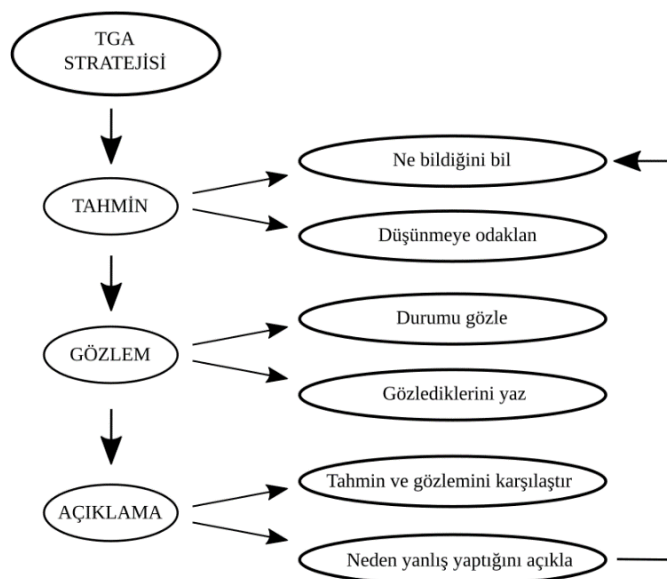 TGA
STRATEJİSİ
TAHMİN
Ne bildiğini bil
Düşünmeye odaklan
GÖZLEM
Durumu gözle
Gözlediklerini yaz
AÇIKLAMA
Tahmin ve gözlemini karşılaştır
Neden yanlış yaptığını açıkla